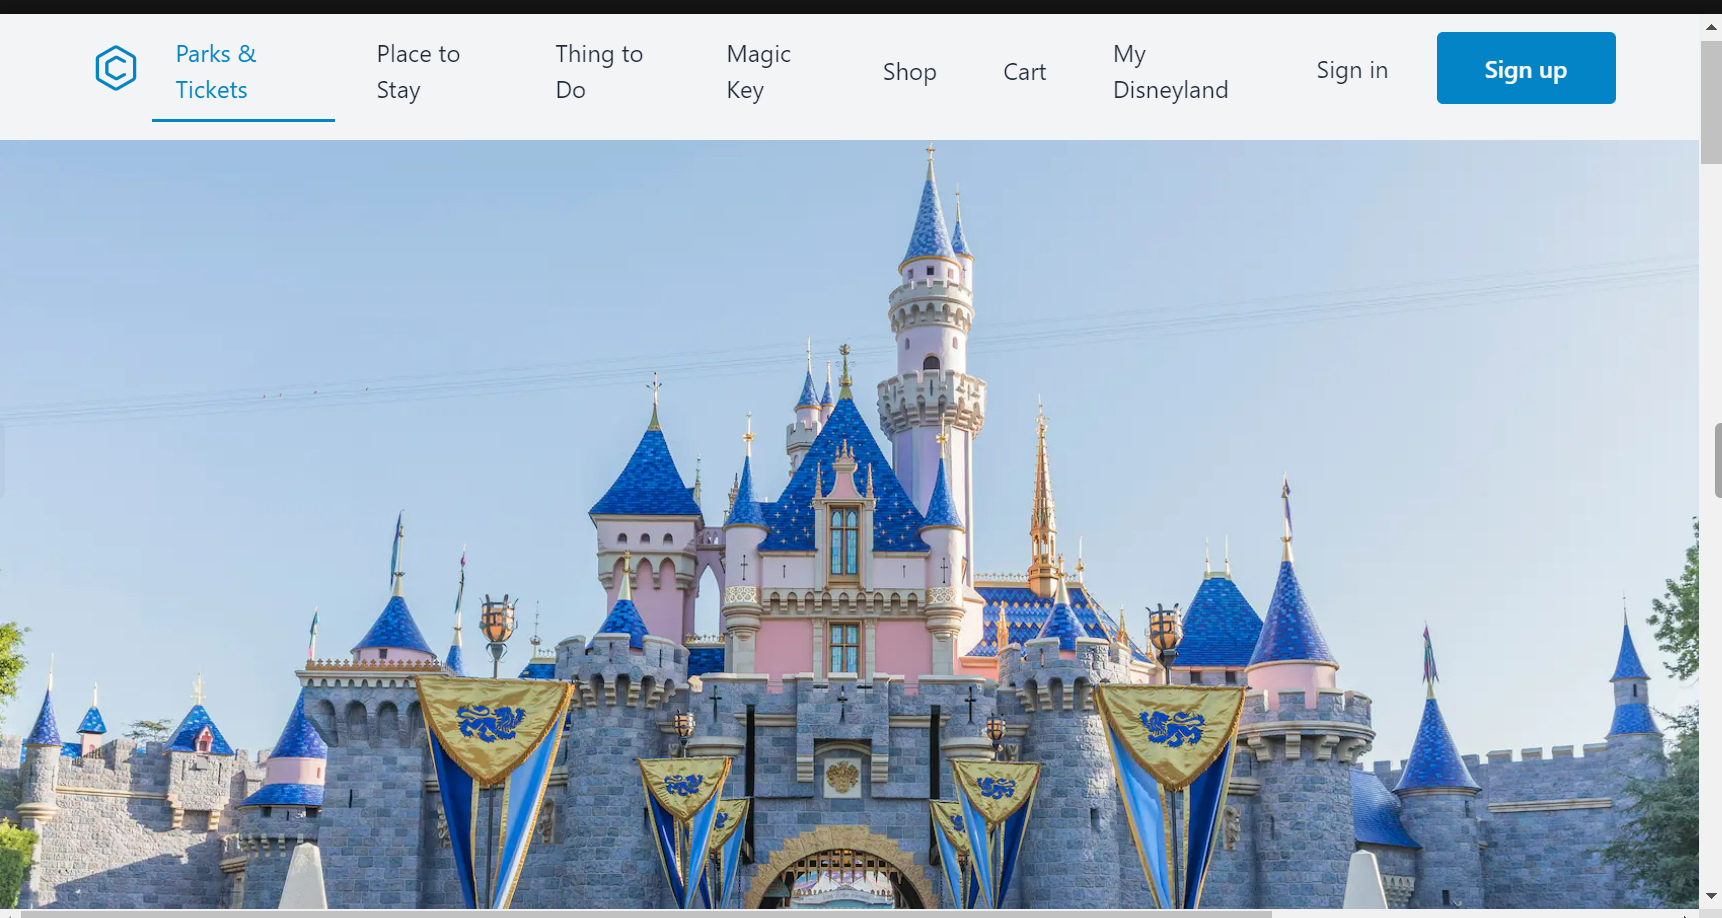 Parks &
Tickets
Place to
Stay
Thing to
Do
Magic
Key
Shop
Cart
My
Disneyland
Sign in
Sign up